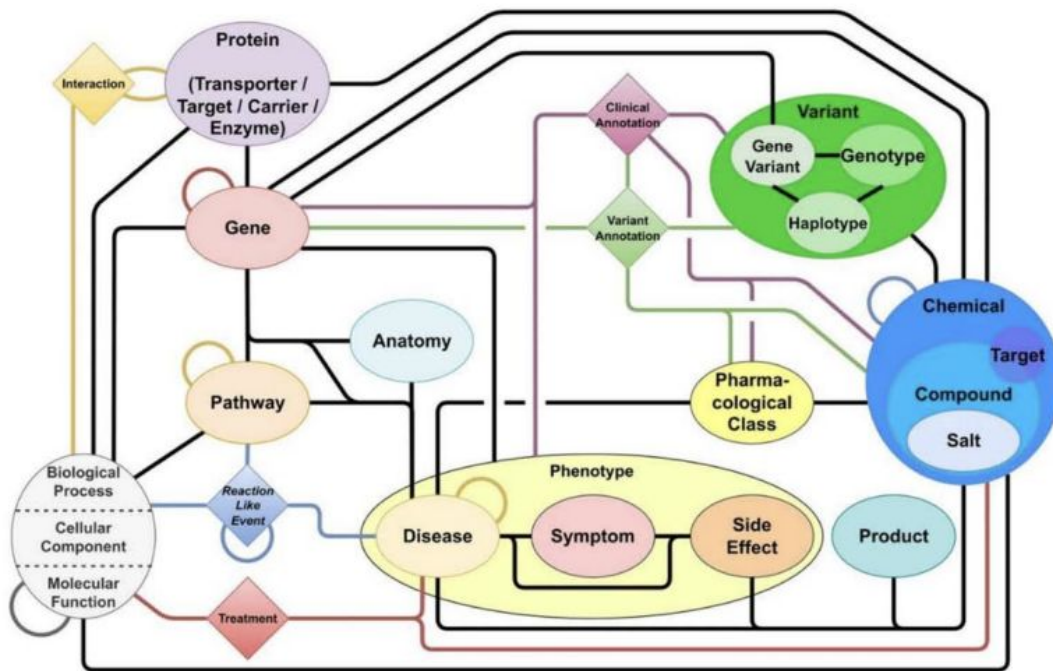 Protein
(Transporter /
Target / Carrier /
Enzyme)
Interaction
Clinical
Annotation
Variant
Gene
Variant
Genotype
Haplotype
Gene
Variant
Annotation
Chemical
Target
Compound
Salt
Anatomy
Pathway
Pharma-
cological
Class
Biological
Process
Cellular
Component
Molecular
Function
Reaction
Like
Event
Phenotype
Disease
Symptom
Side
Effect
Product
Treatment